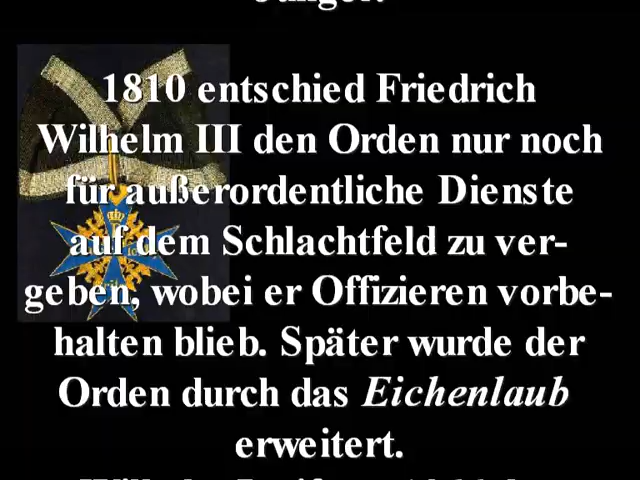 1810 entschied Friedrich
Wilhelm III den Orden nur noch
für außerordentliche Dienste
auf dem Schlachtfeld zu ver-
geben, wobei er Offizieren vorbe-
halten blieb. Später wurde der
Orden durch das Eichenlaub
erweitert.